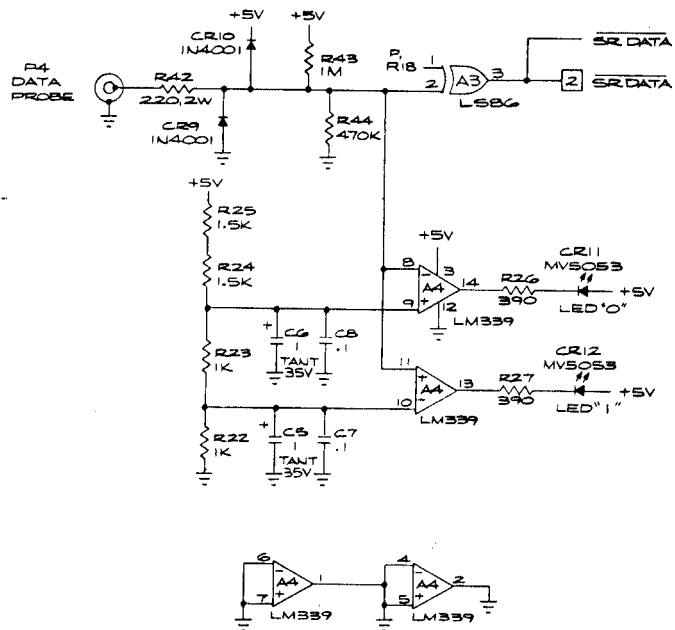 +5V
+5V
CR10
1N4001
R43
1M
P4
DATA
PROBE
R42
220,2W
P,
R18
1
2
A3
3
LS86
SR DATA
2
SR DATA
CR9
1N4001
R44
470K
+5V
R25
1.5K
R24
1.5K
+5V
8
-
3
A4
14
9
+
12
LM339
R26
390
CR11
MV5053
+5V
LED "0"
+
C6
1
TANT
35V
C8
.1
R23
1K
11
+
A4
13
10
-
LM339
R27
390
CR12
MV5053
+5V
LED "1"
R22
1K
+
C5
1
TANT
35V
C7
.1
6
-
A4
1
7
+
LM339
4
-
A4
2
5
+
LM339